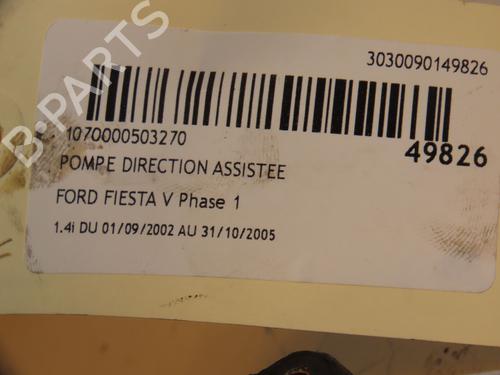 B-PARTS
3030090149826
1070000503270
49826
POMPE DIRECTION ASSISTEE
FORD FIESTA V Phase 1
1.4i DU 01/09/2002 AU 31/10/2005